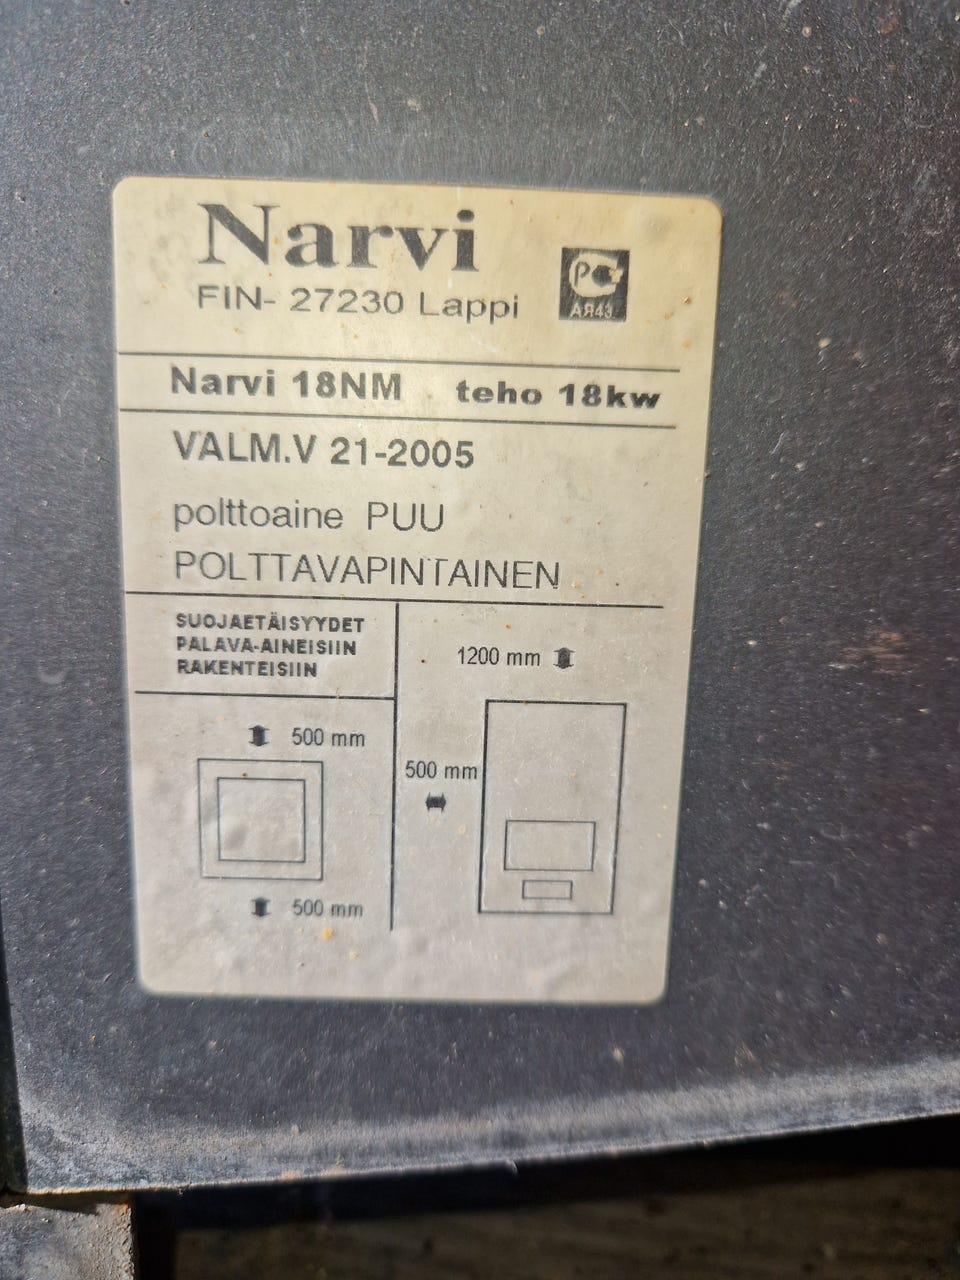 Narvi
FIN- 27230 Lappi
АЯ43
Narvi 18NM teho 18kw
VALM.V 21-2005
polttoaine PUU
POLTTAVAPINTAINEN
SUOJAETÄISYYDET
PALAVA-AINEISIIN
RAKENTEISIIN
1200 mm
500 mm
500 mm
500 mm